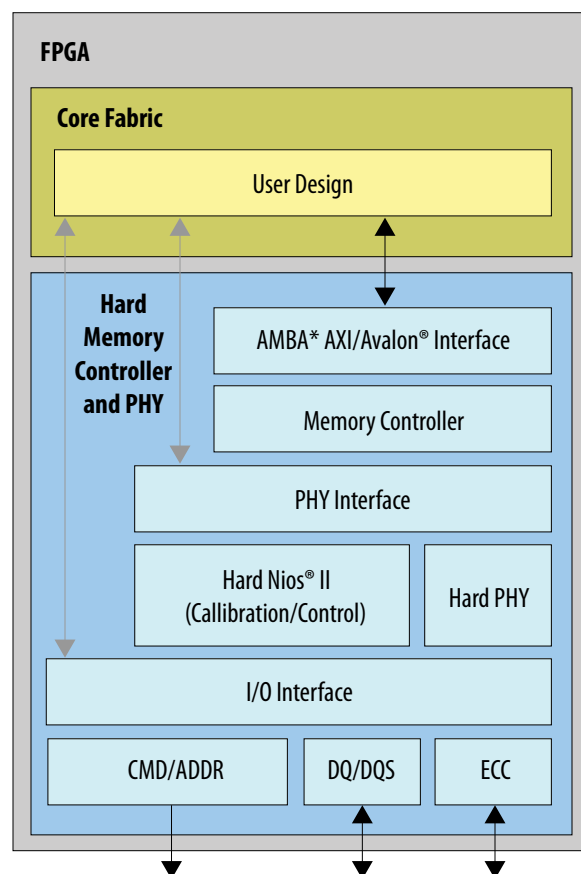 FPGA
Core Fabric
User Design
Hard
Memory
Controller
and PHY
AMBA* AXI/Avalon® Interface
Memory Controller
PHY Interface
Hard Nios® II
(Callibration/Control)
Hard PHY
I/O Interface
CMD/ADDR
DQ/DQS
ECC